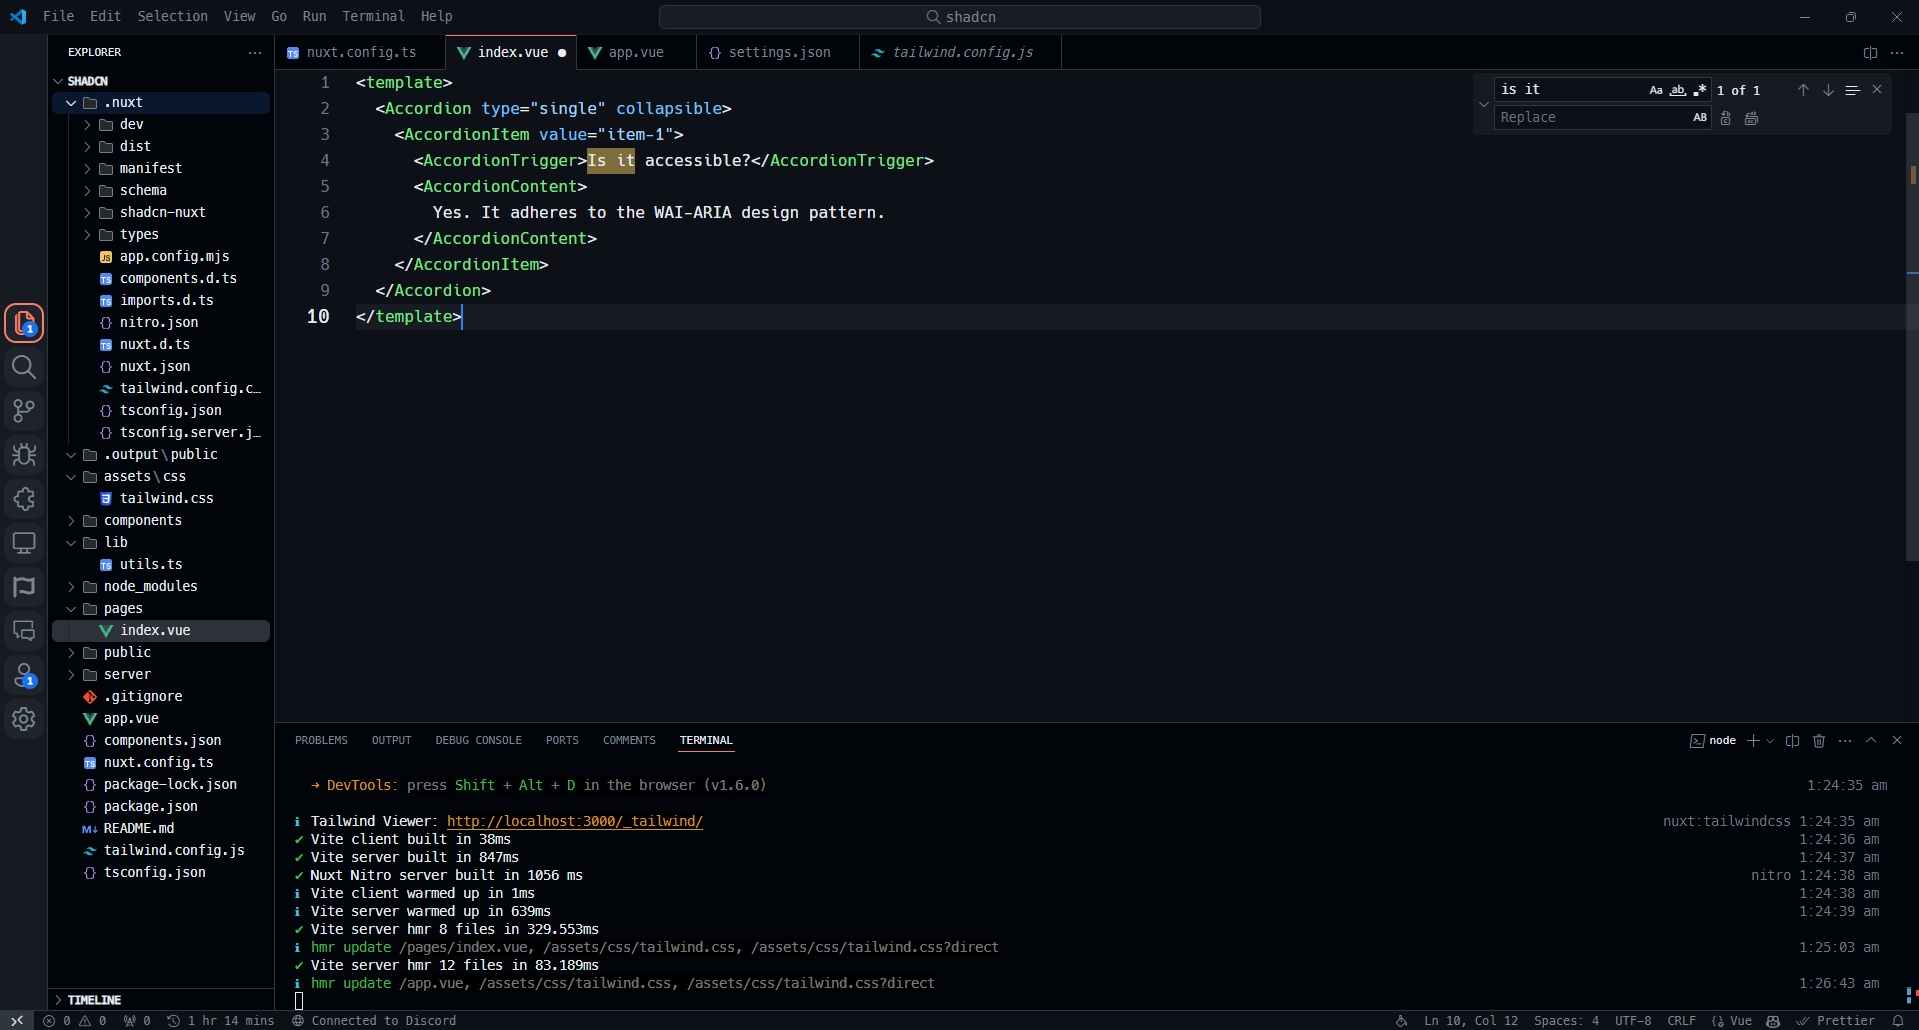 File Edit Selection View Go Run Terminal Help
shadcn
EXPLORER
nuxt.config.ts
index.vue
app.vue
settings.json
tailwind.config.js
SHADCN
.nuxt
dev
dist
manifest
schema
shadcn-nuxt
types
app.config.mjs
components.d.ts
imports.d.ts
nitro.json
nuxt.d.ts
nuxt.json
tailwind.config.c…
tsconfig.json
tsconfig.server.j…
.output\public
assets\css
tailwind.css
components
lib
utils.ts
node_modules
pages
index.vue
public
server
.gitignore
app.vue
components.json
nuxt.config.ts
package-lock.json
package.json
README.md
tailwind.config.js
tsconfig.json
TIMELINE
1 <template>
2 <Accordion type="single" collapsible>
3 <AccordionItem value="item-1">
4 <AccordionTrigger>Is it accessible?</AccordionTrigger>
5 <AccordionContent>
6 Yes. It adheres to the WAI-ARIA design pattern.
7 </AccordionContent>
8 </AccordionItem>
9 </Accordion>
10 </template>
is it Aa ab .* 1 of 1
Replace AB
PROBLEMS OUTPUT DEBUG CONSOLE PORTS COMMENTS TERMINAL
node
→ DevTools: press Shift + Alt + D in the browser (v1.6.0) 1:24:35 am
i Tailwind Viewer: http://localhost:3000/_tailwind/ nuxt:tailwindcss 1:24:35 am
✔ Vite client built in 38ms 1:24:36 am
✔ Vite server built in 847ms 1:24:37 am
✔ Nuxt Nitro server built in 1056 ms nitro 1:24:38 am
i Vite client warmed up in 1ms 1:24:38 am
i Vite server warmed up in 639ms 1:24:39 am
✔ Vite server hmr 8 files in 329.553ms
i hmr update /pages/index.vue, /assets/css/tailwind.css, /assets/css/tailwind.css?direct 1:25:03 am
✔ Vite server hmr 12 files in 83.189ms
i hmr update /app.vue, /assets/css/tailwind.css, /assets/css/tailwind.css?direct 1:26:43 am
0 0 0 1 hr 14 mins Connected to Discord
Ln 10, Col 12 Spaces: 4 UTF-8 CRLF {} Vue Prettier